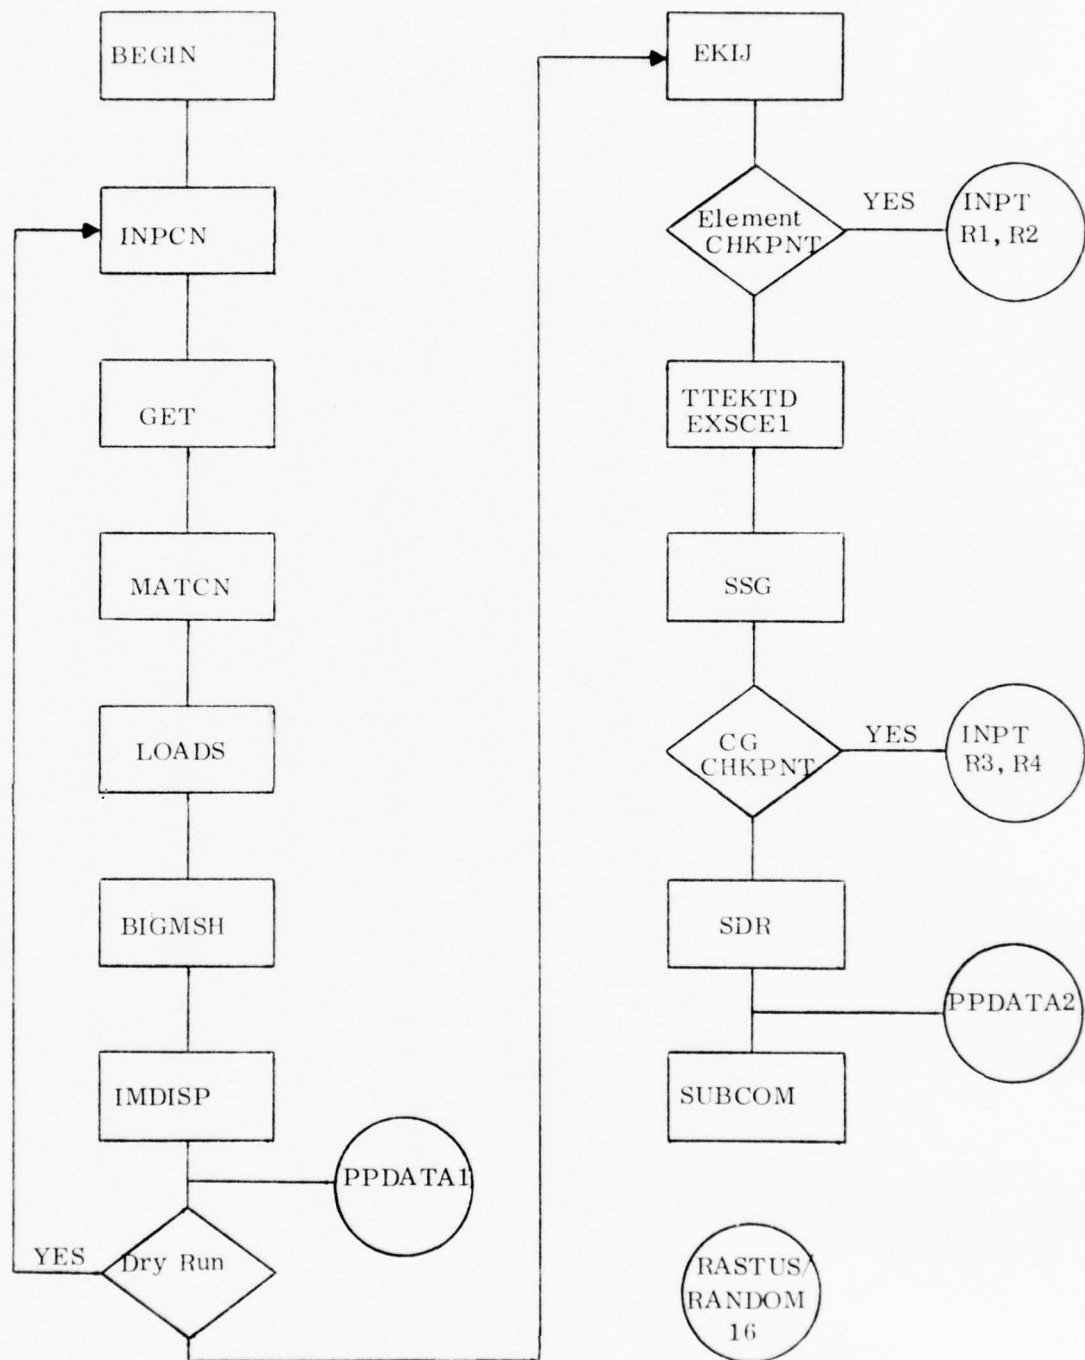 BEGIN
INPCN
GET
MATCN
LOADS
BIGMSH
IMDISP
PPDATA1
YES
Dry Run
EKIJ
Element
CHKPNT
YES
INPT
R1, R2
TTEKTD
EXSCE1
SSG
CG
CHKPNT
YES
INPT
R3, R4
SDR
PPDATA2
SUBCOM
RASTUS/
RANDOM
16